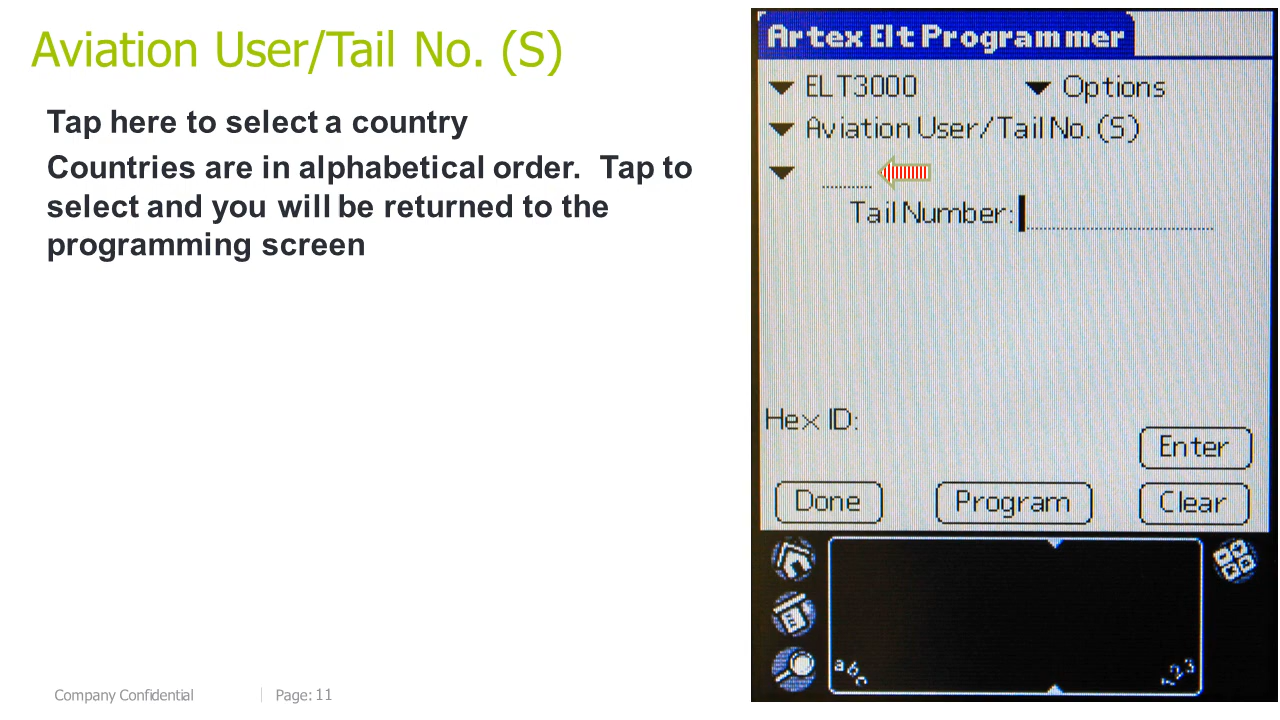 Aviation User/Tail No. (S)
Tap here to select a country
Countries are in alphabetical order. Tap to
select and you will be returned to the
programming screen
Company Confidential
Page: 11
Artex Elt Programmer
ELT3000 Options
Aviation User/Tail No. (S)
Tail Number:
Hex ID:
Enter
Done Program Clear
abc 123